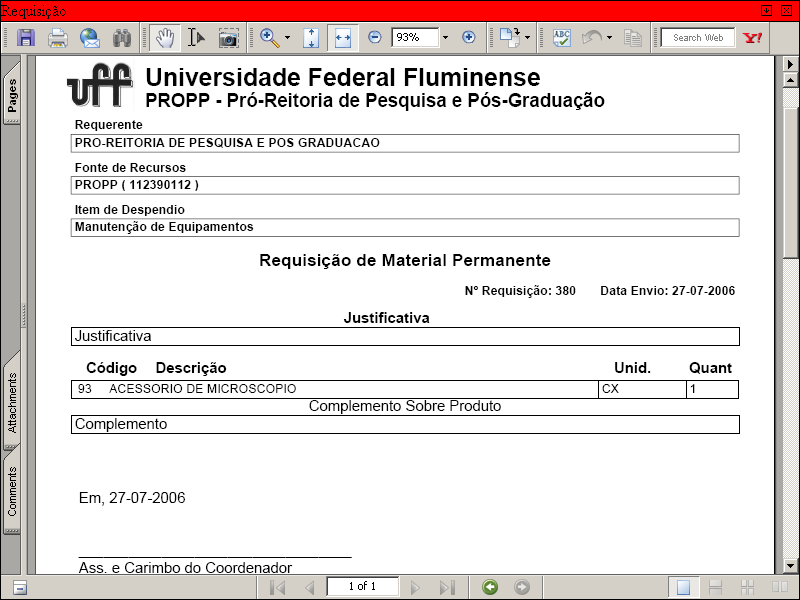 Requisição
93%
ABC
Search Web
Y!
Pages
Attachments
Comments
uff
Universidade Federal Fluminense
PROPP - Pró-Reitoria de Pesquisa e Pós-Graduação
Requerente
PRO-REITORIA DE PESQUISA E POS GRADUACAO
Fonte de Recursos
PROPP ( 112390112 )
Item de Despendio
Manutenção de Equipamentos
Requisição de Material Permanente
Nº Requisição: 380 Data Envio: 27-07-2006
Justificativa
Justificativa
Código Descrição Unid. Quant
93 ACESSORIO DE MICROSCOPIO CX 1
Complemento Sobre Produto
Complemento
Em, 27-07-2006
Ass. e Carimbo do Coordenador
1 of 1